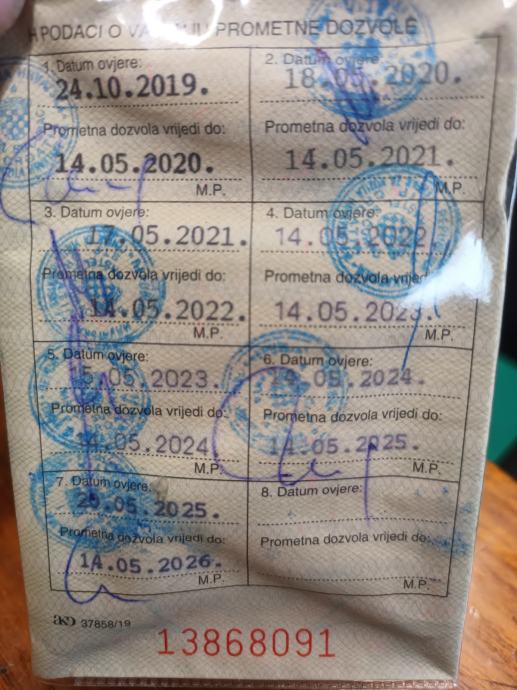 PODACI O VAŽENJU PROMETNE DOZVOLE
1. Datum ovjere:
24.10.2019.
Prometna dozvola vrijedi do:
14.05.2020.
M.P.
2. Datum ovjere:
18.05.2020.
Prometna dozvola vrijedi do:
14.05.2021.
M.P.
3. Datum ovjere:
17.05.2021.
Prometna dozvola vrijedi do:
14.05.2022.
M.P.
4. Datum ovjere:
14.05.2022.
Prometna dozvola vrijedi
14.05.2023.
M.P.
5. Datum ovjere:
5.05.2023.
Prometna dozvola vrijedi do:
14.05.2024
M.P.
6. Datum ovjere:
05.2024.
Prometna dozvola vrijedi do:
14.05.2025.
M.P.
7. Datum ovjere:
05.2025.
Prometna dozvola vrijedi do:
14.05.2026.
M.P.
8. Datum ovjere:
Prometna dozvola vrijedi do:
M.P.
37858/19
13868091